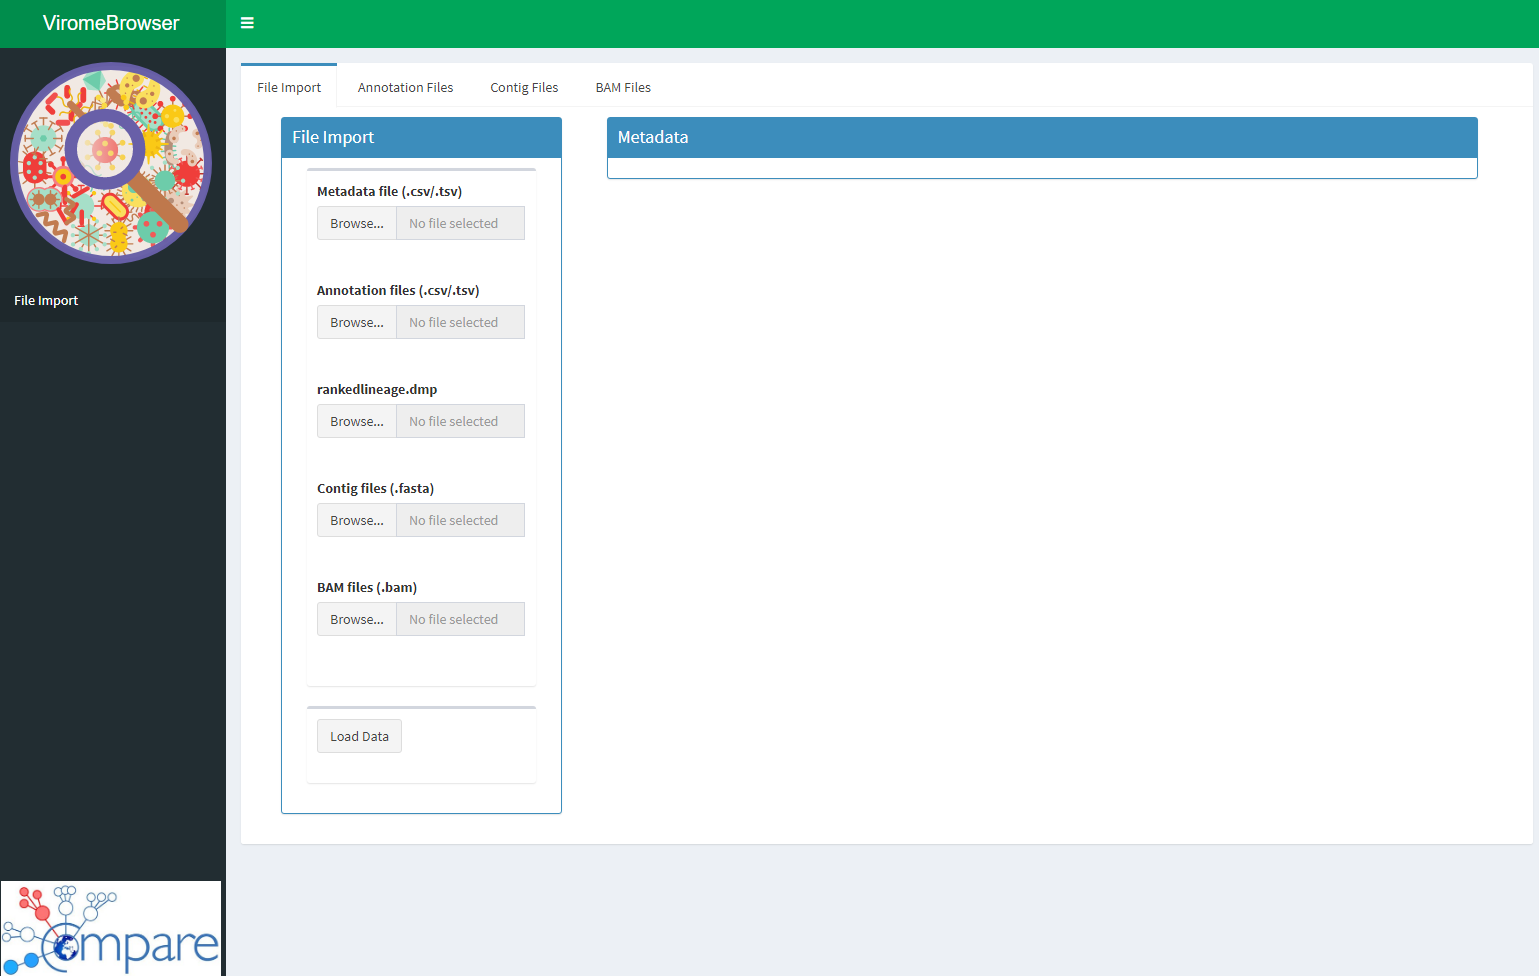 ViromeBrowser
File Import
Annotation Files
Contig Files
BAM Files
File Import
Metadata
Metadata file (.csv/.tsv)
Browse...
No file selected
Annotation files (.csv/.tsv)
Browse...
No file selected
rankedlineage.dmp
Browse...
No file selected
Contig files (.fasta)
Browse...
No file selected
BAM files (.bam)
Browse...
No file selected
Load Data
File Import
Compare